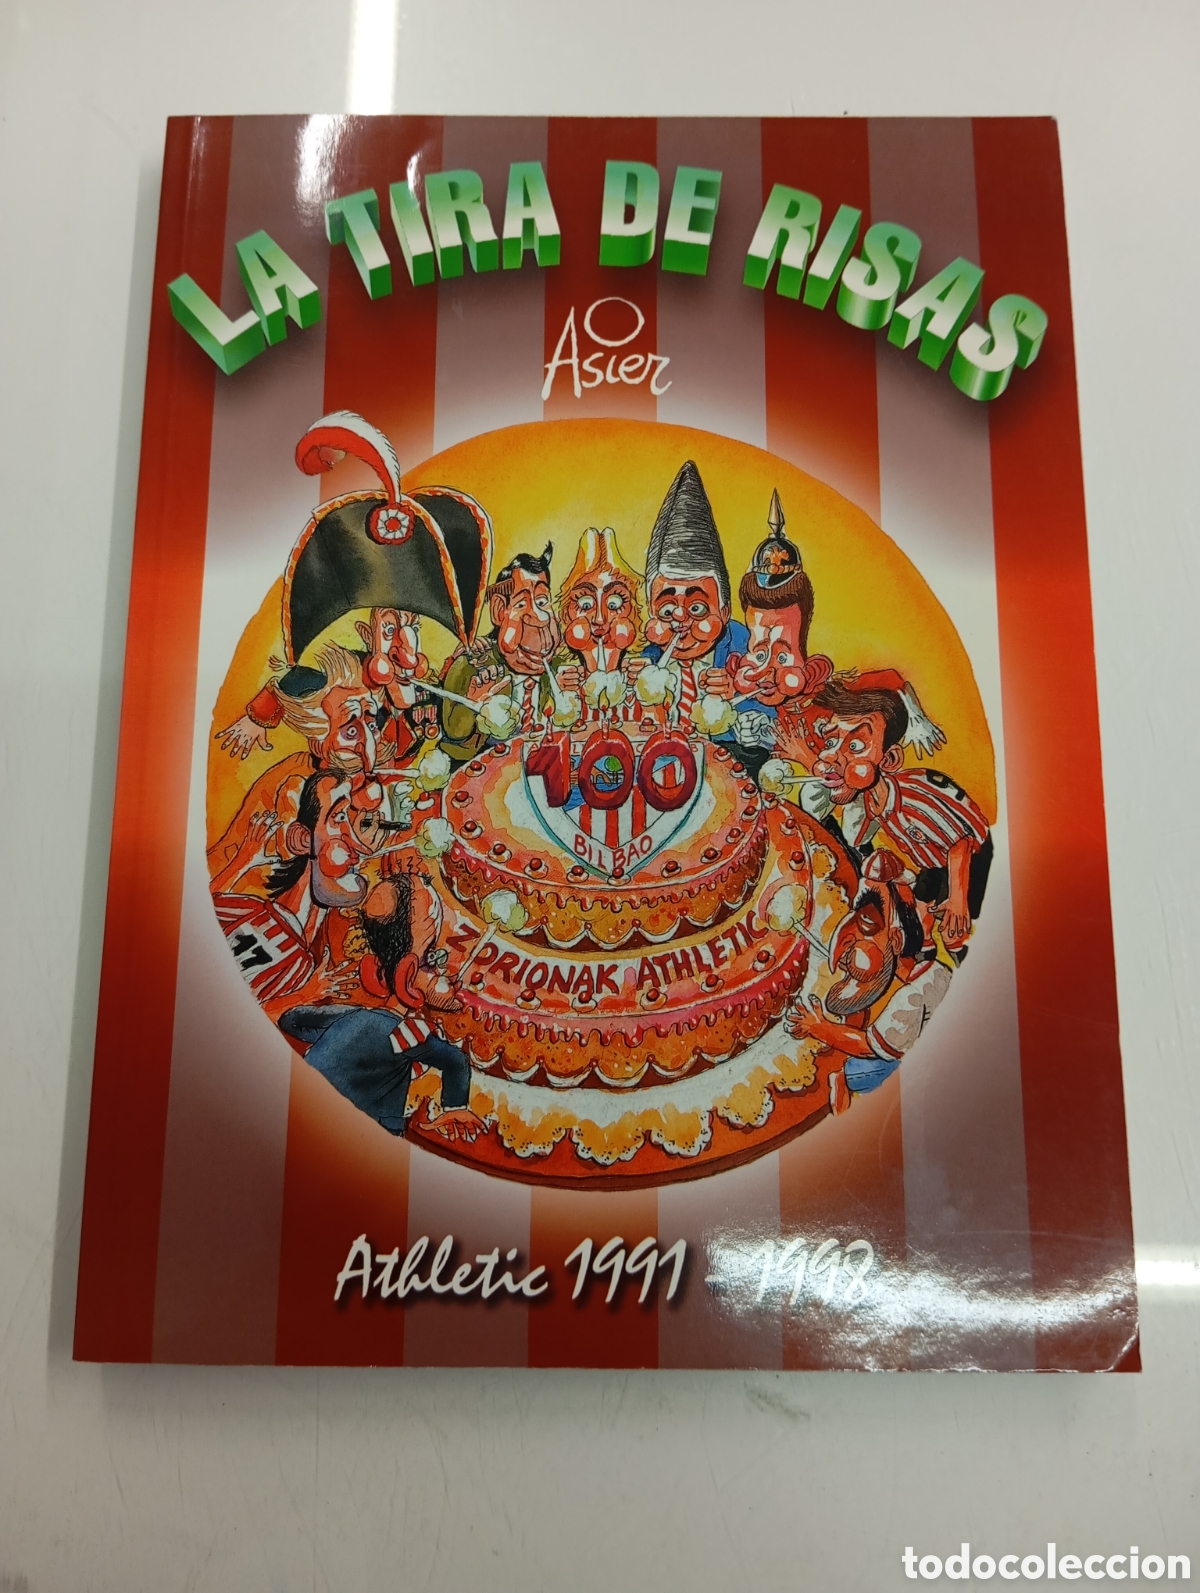 LA TIRA DE RISAS
Asier
100
BILBAO
ZORIONAK ATHLETIC
17
Athletic 1991 - 1998
todocoleccion